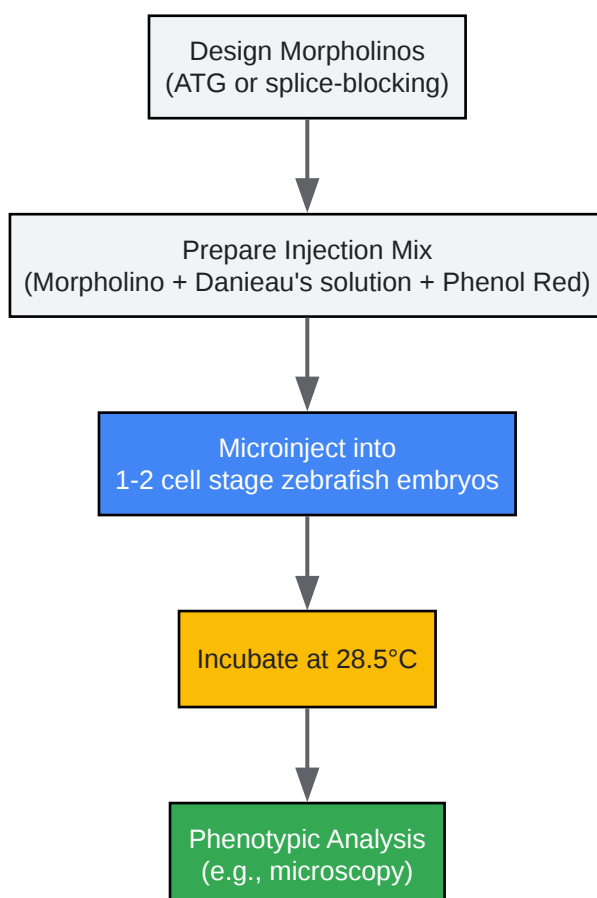 Design Morpholinos
(ATG or splice-blocking)
Prepare Injection Mix
(Morpholino + Danieau's solution + Phenol Red)
Microinject into
1-2 cell stage zebrafish embryos
Incubate at 28.5°C
Phenotypic Analysis
(e.g., microscopy)